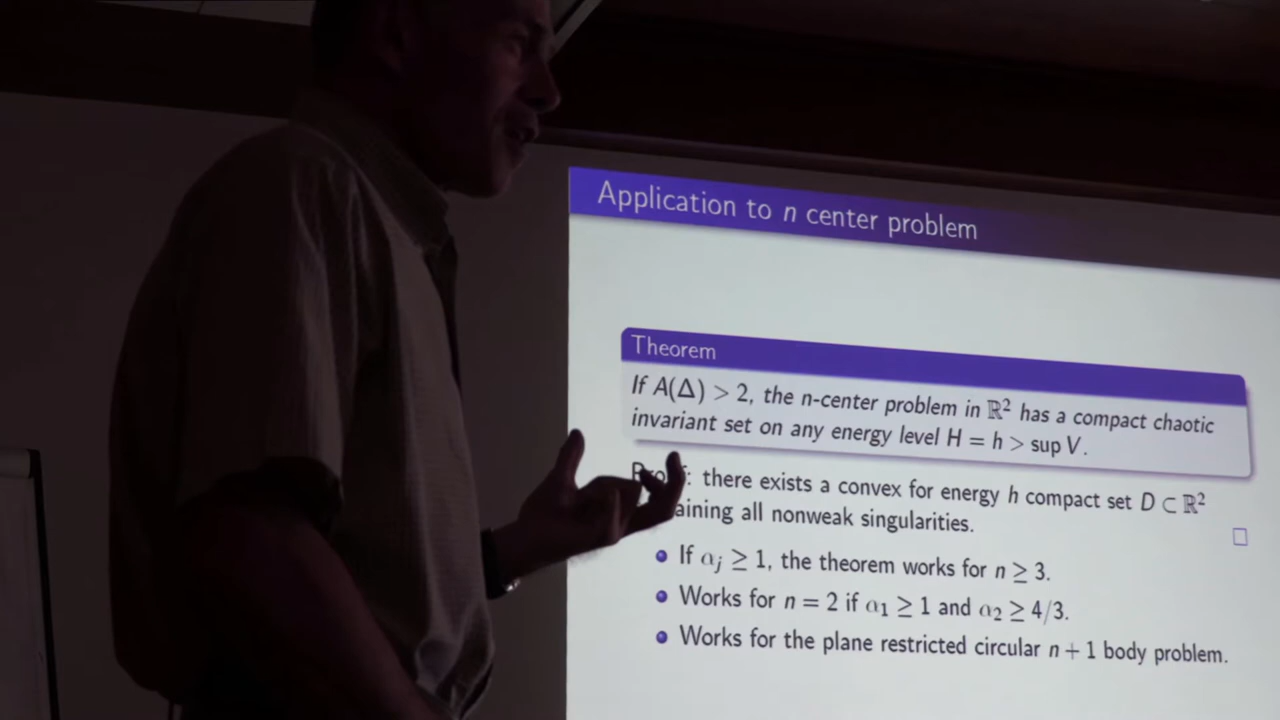 Application to n center problem
Theorem
If A(Δ) > 2, the n-center problem in ℝ² has a compact chaotic
invariant set on any energy level H = h > sup V.
there exists a convex for energy h compact set D ⊂ ℝ²
all nonweak singularities.
If αj ≥ 1, the theorem works for n ≥ 3.
Works for n = 2 if α1 ≥ 1 and α2 ≥ 4/3.
Works for the plane restricted circular n + 1 body problem.